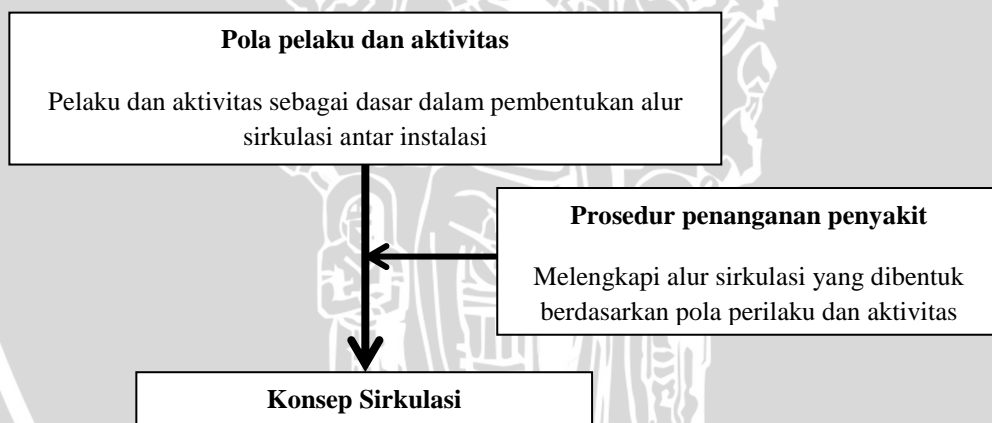 Pola pelaku dan aktivitas
Pelaku dan aktivitas sebagai dasar dalam pembentukan alur
sirkulasi antar instalasi
Prosedur penanganan penyakit
Melengkapi alur sirkulasi yang dibentuk
berdasarkan pola perilaku dan aktivitas
Konsep Sirkulasi